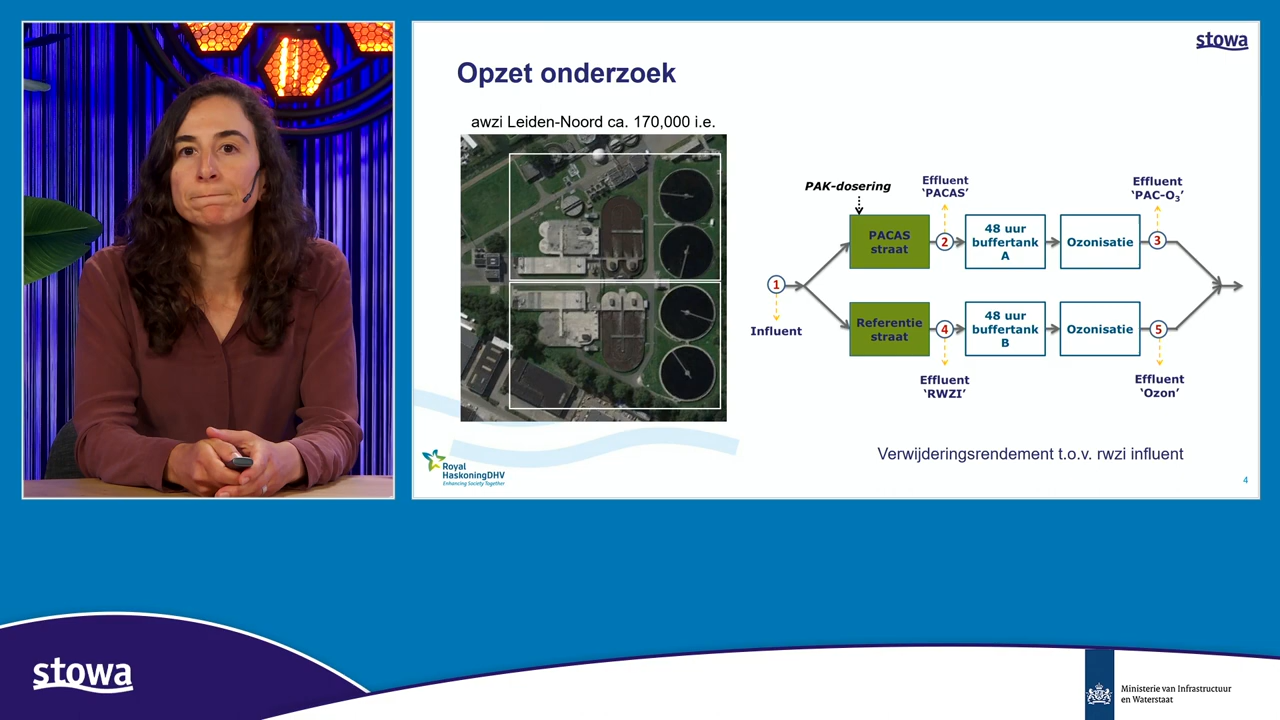 stowa
Opzet onderzoek
awzi Leiden-Noord ca. 170,000 i.e.
PAK-dosering
Effluent
'PACAS'
Effluent
'PAC-O₃'
PACAS
straat
2
48 uur
buffertank
A
Ozonisatie
3
1
Influent
Referentie
straat
4
48 uur
buffertank
B
Ozonisatie
5
Effluent
'RWZI'
Effluent
'Ozon'
Verwijderingsrendement t.o.v. rwzi influent
Royal
HaskoningDHV
Enhancing Society Together
4
stowa
Ministerie van Infrastructuur
en Waterstaat